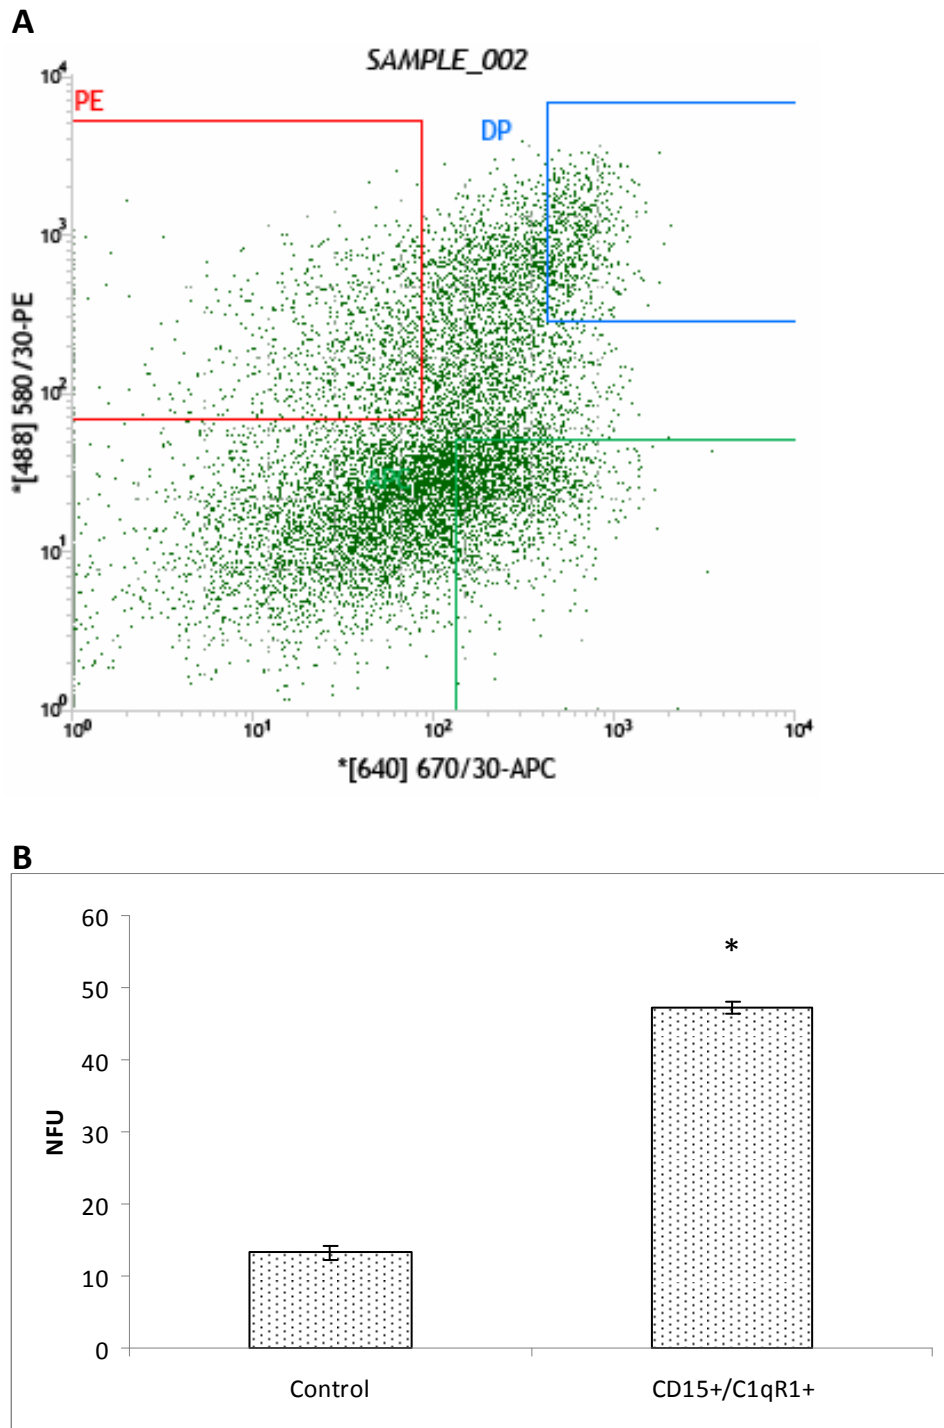 A
SAMPLE_002
10⁴
PE
DP
10³
*[488] 580/30-PE
10²
APC
10¹
10⁰
10⁰ 10¹ 10² 10³ 10⁴
*[640] 670/30-APC
B
60
*
50
40
NFU
30
20
10
0
Control CD15+/C1qR1+